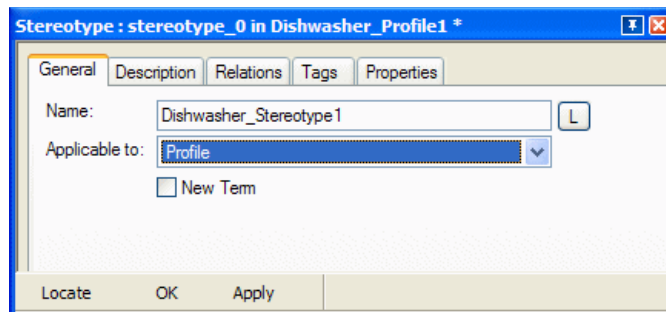 Stereotype : stereotype_0 in Dishwasher_Profile1 *
General Description Relations Tags Properties
Name: Dishwasher_Stereotype1 L
Applicable to: Profile
New Term
Locate OK Apply